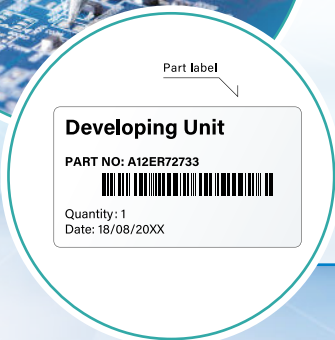 Part label
Developing Unit
PART NO: A12ER72733
Quantity: 1
Date: 18/08/20XX